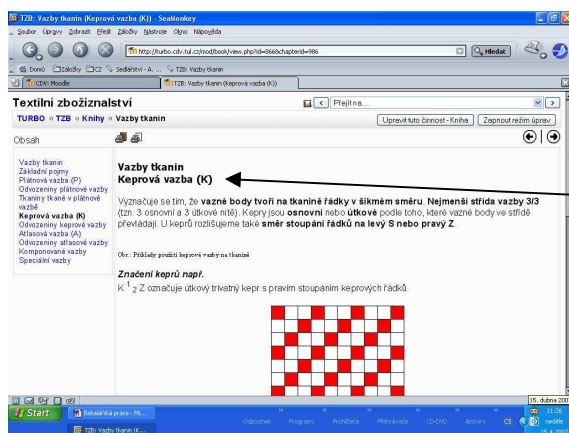 TZB: Vazby tkanin (Keprová vazba (K)) - SeaMonkey
Soubor Úpravy Zobrazit Přejít Záložky Nástroje Okno Nápověda
http://turbo.cdv.tul.cz/mod/book/view.php?id=866&chapterid=986
Hledat
Domů Záložky CZ Sedlářství - A. ... TZB: Vazby tkanin
CDV: Moodle
TZB: Vazby tkanin (Keprová vazba (K))
Textilní zbožíznalství
Přejít na...
TURBO » TZB » Knihy » Vazby tkanin
Upravit tuto činnost - Kniha
Zapnout režim úprav
Obsah
Vazby tkanin
Základní pojmy
Plátnová vazba (P)
Odvozeniny plátnové vazby
Tkaniny tkané v plátnové
vazbě
Keprová vazba (K)
Odvozeniny keprové vazby
Atlasová vazba (A)
Odvozeniny atlasové vazby
Komponované vazby
Speciální vazby
Vazby tkanin
Keprová vazba (K)
Vyznačuje se tím, že vazné body tvoří na tkanině řádky v šikmém směru. Nejmenší střída vazby 3/3
(tzn. 3 osnovní a 3 útkové nitě). Kepry jsou osnovní nebo útkové podle toho, které vazné body ve střídě
převládají. U keprů rozlišujeme také směr stoupání řádků na levý S nebo pravý Z.
Obr.: Příklady použití keprové vazby na tkanině
Značení keprů např.
K 1 2 Z označuje útkový třívatný kepr s pravím stoupáním keprových řádků.
15. dubna 200
Start
Bakalářská práce - Mi...
TZB: Vazby tkanin (K...
Odpocinek Programy Prohlížeče Přehrávače CD-DVD Antiviry
CS
11:26
neděle
15.4.2007